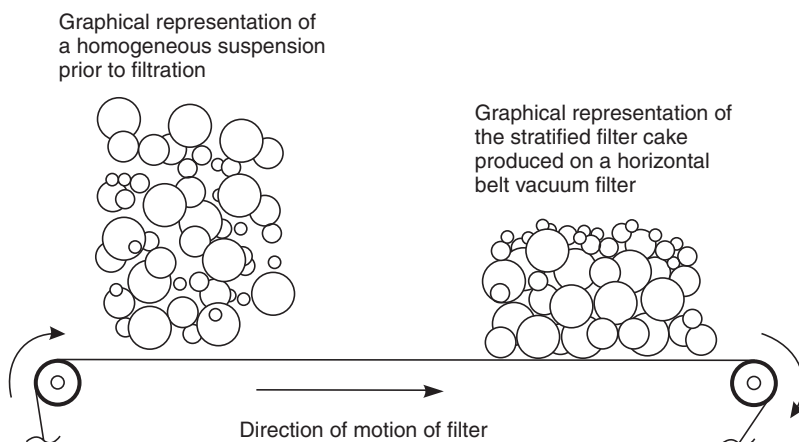 Graphical representation of
a homogeneous suspension
prior to filtration
Graphical representation of
the stratified filter cake
produced on a horizontal
belt vacuum filter
Direction of motion of filter